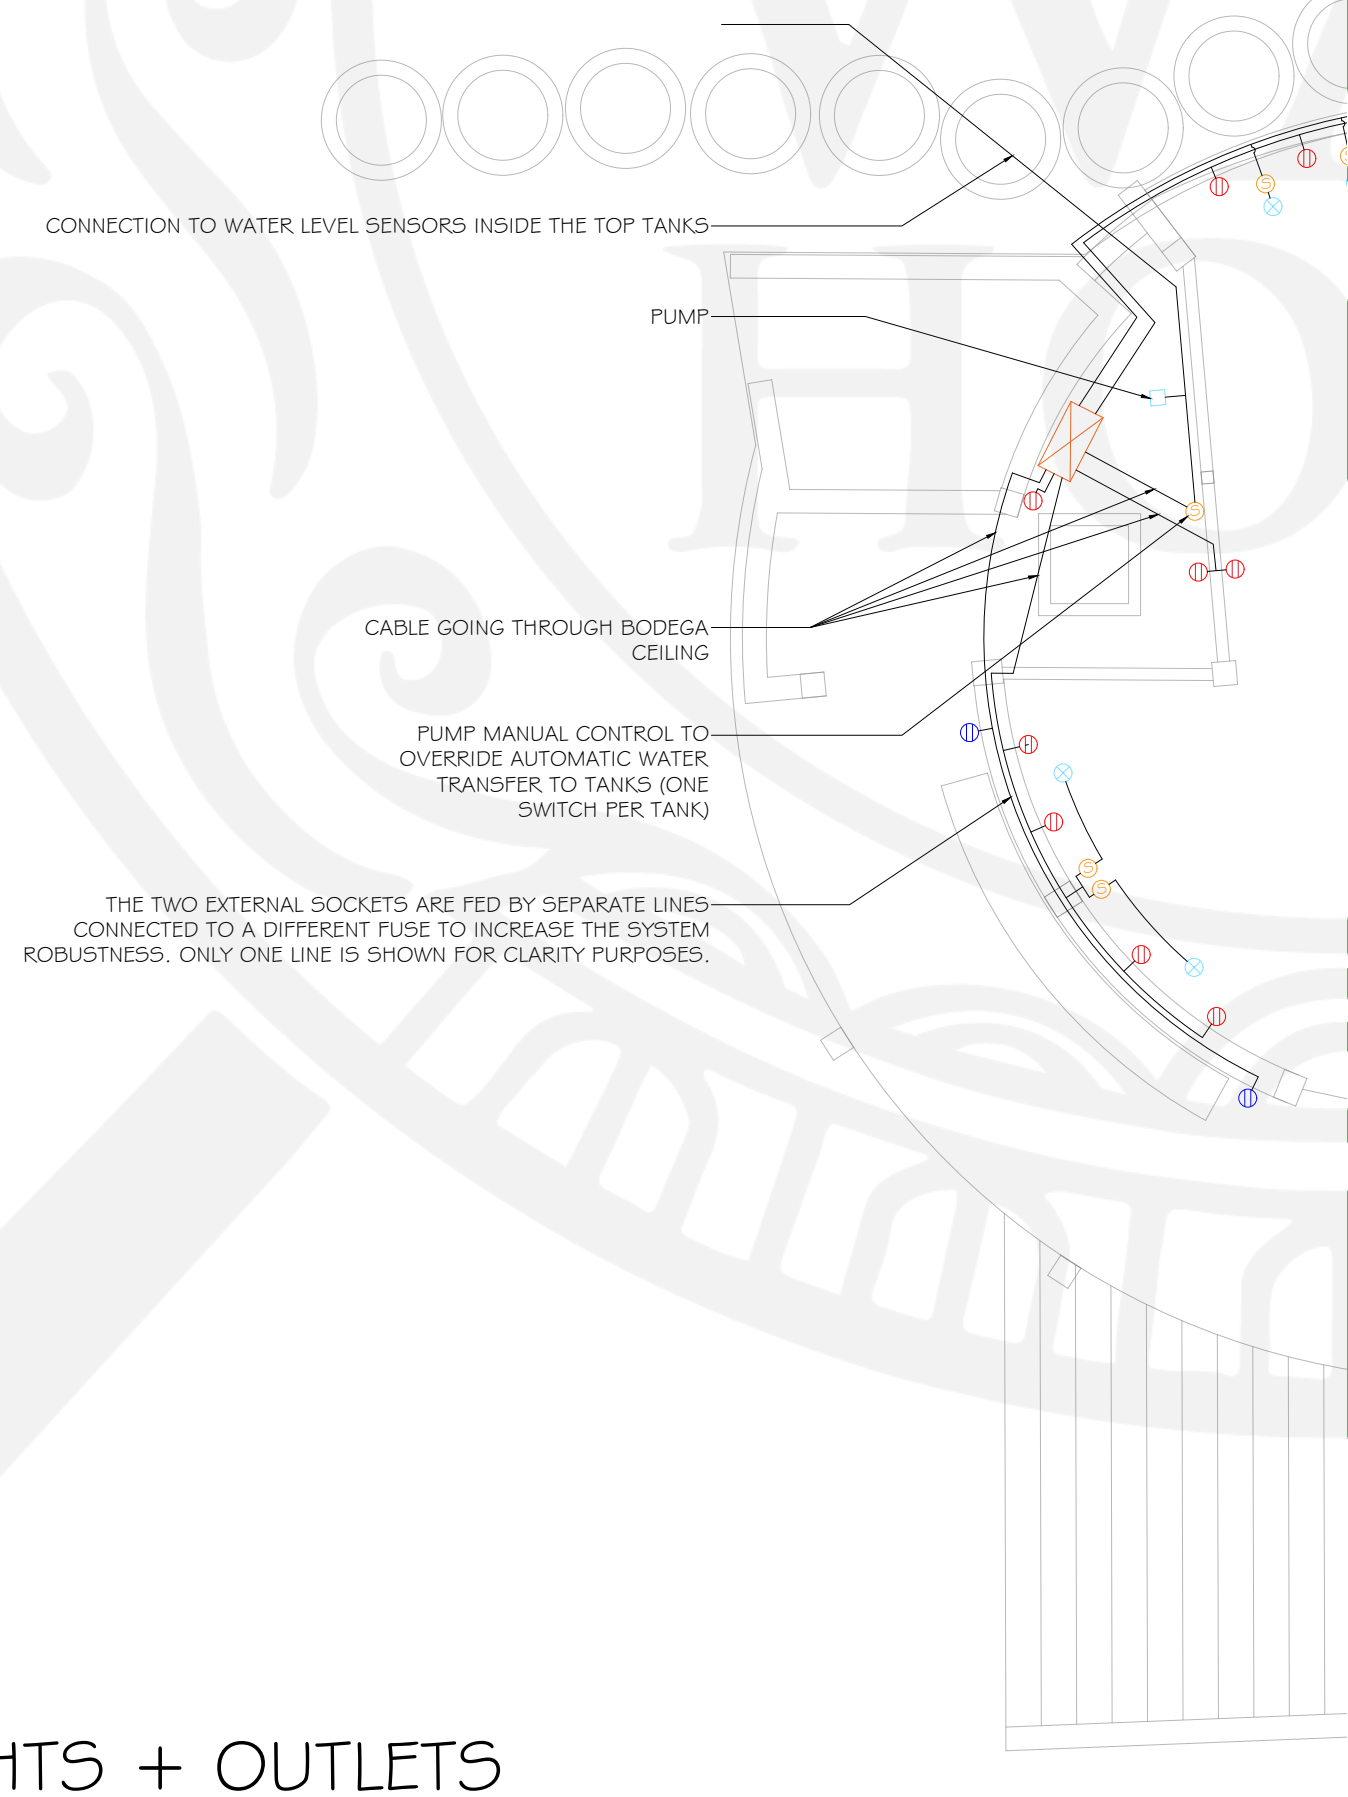 CONNECTION TO WATER LEVEL SENSORS INSIDE THE TOP TANKS
PUMP
CABLE GOING THROUGH BODEGA
CEILING
PUMP MANUAL CONTROL TO
OVERRIDE AUTOMATIC WATER
TRANSFER TO TANKS (ONE
SWITCH PER TANK)
THE TWO EXTERNAL SOCKETS ARE FED BY SEPARATE LINES
CONNECTED TO A DIFFERENT FUSE TO INCREASE THE SYSTEM
ROBUSTNESS. ONLY ONE LINE IS SHOWN FOR CLARITY PURPOSES.
S
S
S
S
HTS + OUTLETS